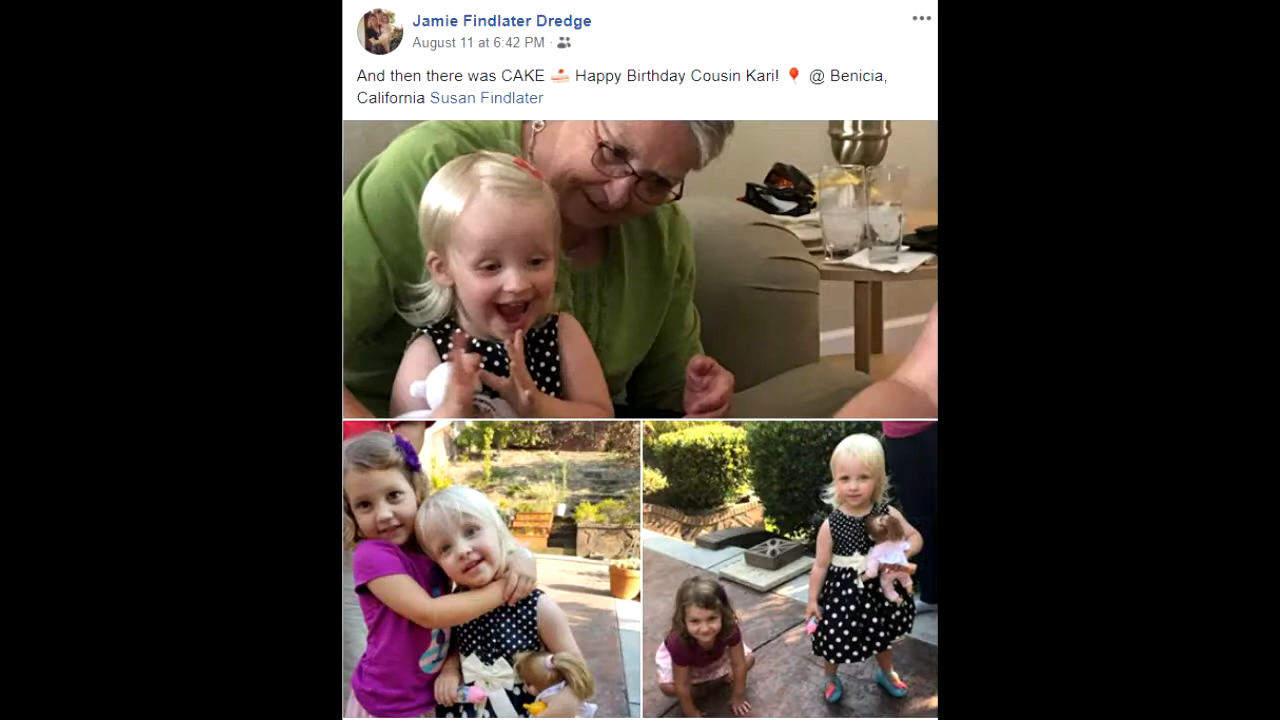 Jamie Findlater Dredge
August 11 at 6:42 PM ·
And then there was CAKE 🍰 Happy Birthday Cousin Kari! 🎈 @ Benicia,
California Susan Findlater